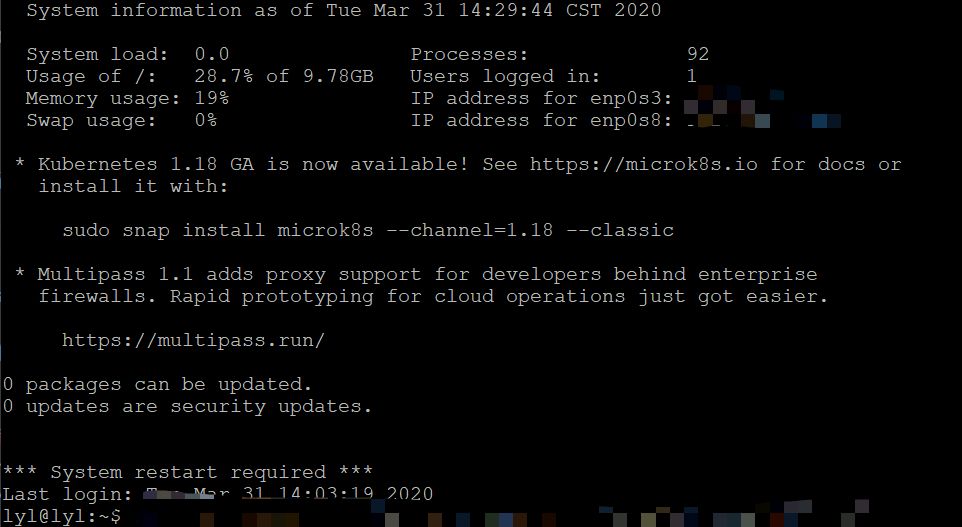 System information as of Tue Mar 31 14:29:44 CST 2020
System load: 0.0 Processes: 92
Usage of /: 28.7% of 9.78GB Users logged in: 1
Memory usage: 19% IP address for enp0s3:
Swap usage: 0% IP address for enp0s8:
* Kubernetes 1.18 GA is now available! See https://microk8s.io for docs or
install it with:
sudo snap install microk8s --channel=1.18 --classic
* Multipass 1.1 adds proxy support for developers behind enterprise
firewalls. Rapid prototyping for cloud operations just got easier.
https://multipass.run/
0 packages can be updated.
0 updates are security updates.
*** System restart required ***
Last login: Tue Mar 31 14:03:19 2020
lyl@lyl:~$